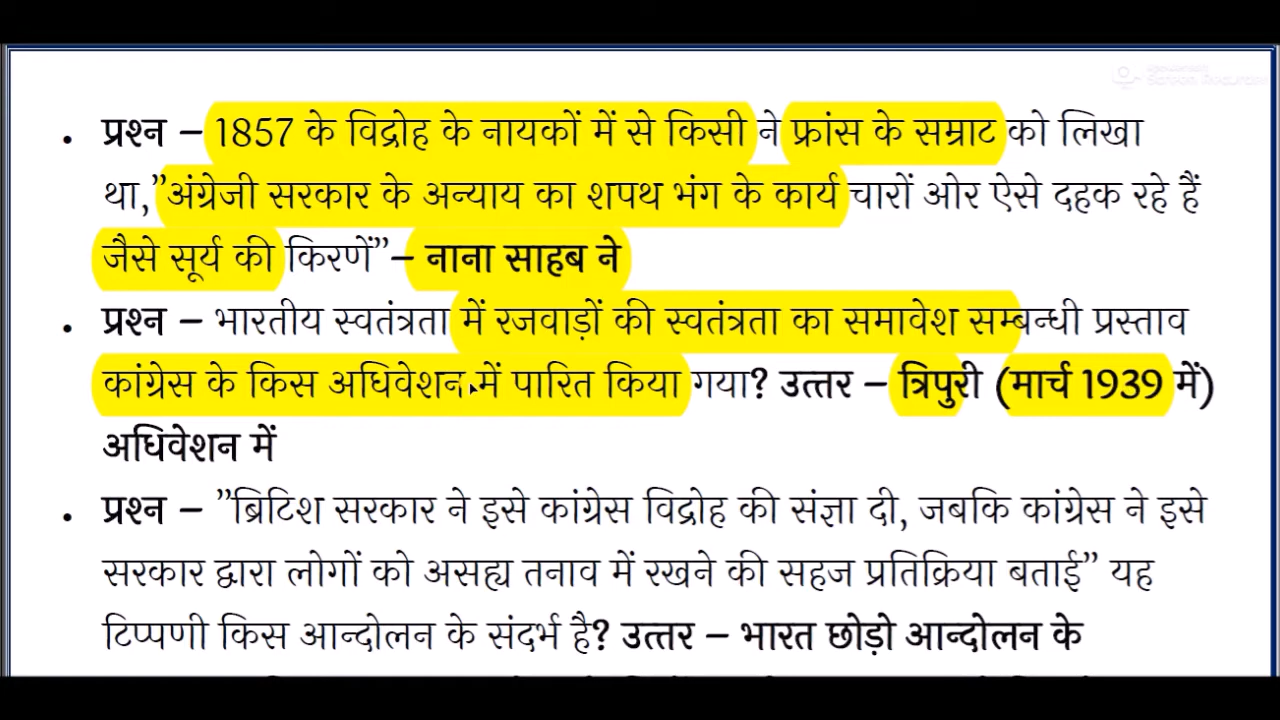 • प्रश्न – 1857 के विद्रोह के नायकों में से किसी ने फ्रांस के सम्राट को लिखा
था,”अंग्रेजी सरकार के अन्याय का शपथ भंग के कार्य चारों ओर ऐसे दहक रहे हैं
जैसे सूर्य की किरणें”– नाना साहब ने
• प्रश्न – भारतीय स्वतंत्रता में रजवाड़ों की स्वतंत्रता का समावेश सम्बन्धी प्रस्ताव
कांग्रेस के किस अधिवेशन में पारित किया गया? उत्तर – त्रिपुरी (मार्च 1939 में)
अधिवेशन में
• प्रश्न – ”ब्रिटिश सरकार ने इसे कांग्रेस विद्रोह की संज्ञा दी, जबकि कांग्रेस ने इसे
सरकार द्वारा लोगों को असह्य तनाव में रखने की सहज प्रतिक्रिया बताई” यह
टिप्पणी किस आन्दोलन के संदर्भ है? उत्तर – भारत छोड़ो आन्दोलन के